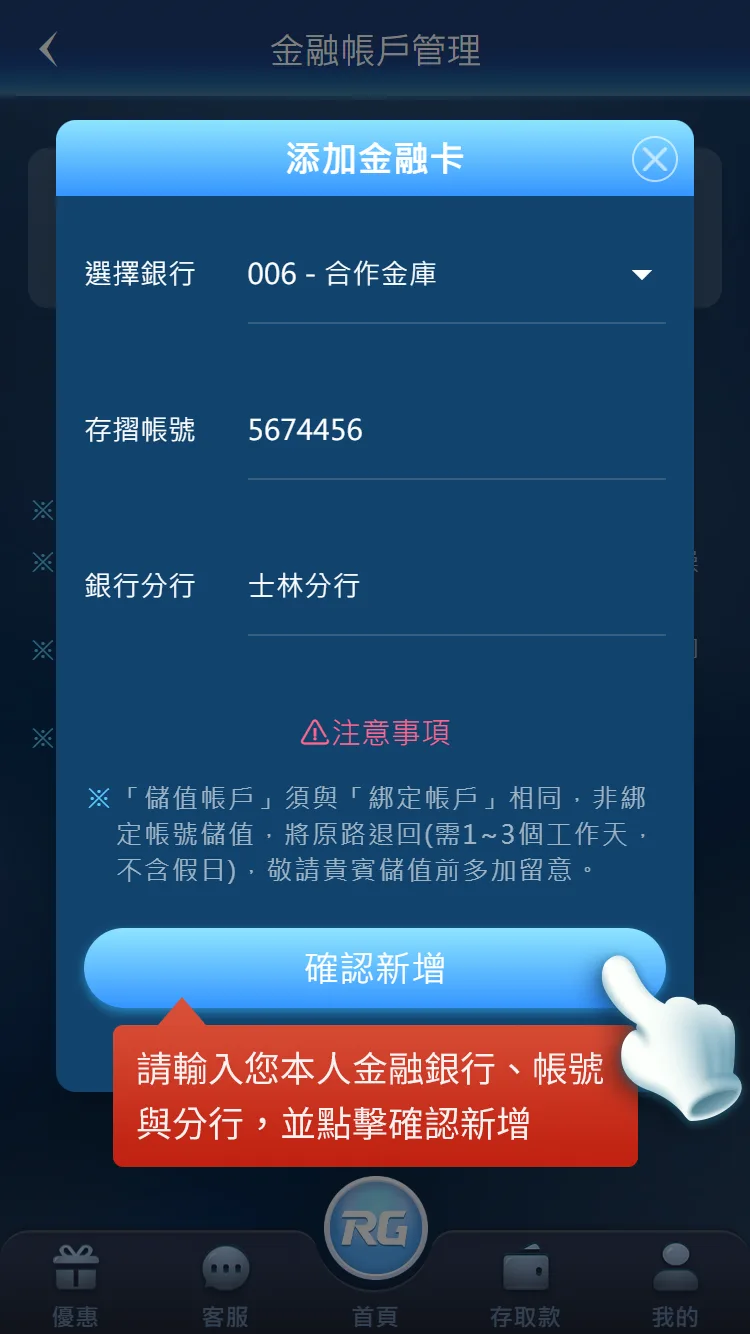 金融帳戶管理
添加金融卡
選擇銀行 006 - 合作金庫
存摺帳號 5674456
銀行分行 士林分行
※
※
※
※
注意事項
※「儲值帳戶」須與「綁定帳戶」相同，非綁
定帳號儲值，將原路退回(需1~3個工作天，
不含假日)，敬請貴賓儲值前多加留意。
確認新增
請輸入您本人金融銀行、帳號
與分行，並點擊確認新增
RG
優惠 客服 首頁 存取款 我的